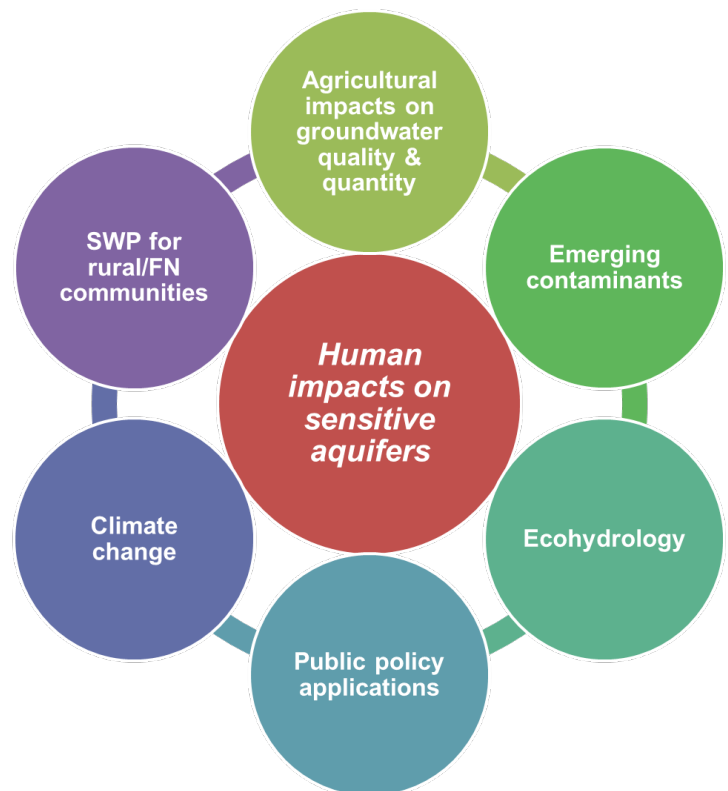 Agricultural
impacts on
groundwater
quality &
quantity
SWP for
rural/FN
communities
Emerging
contaminants
Human
impacts on
sensitive
aquifers
Climate
change
Ecohydrology
Public policy
applications